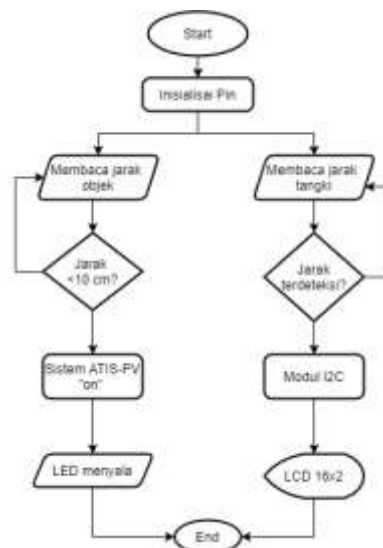 Start
Inisialisai Pin
Membaca jarak
objek
Membaca jarak
tangki
Jarak
<10 cm?
Jarak
terdeteksi?
Sistem ATIS-PV
"on"
Modul I2C
LED menyala
LCD 16x2
End